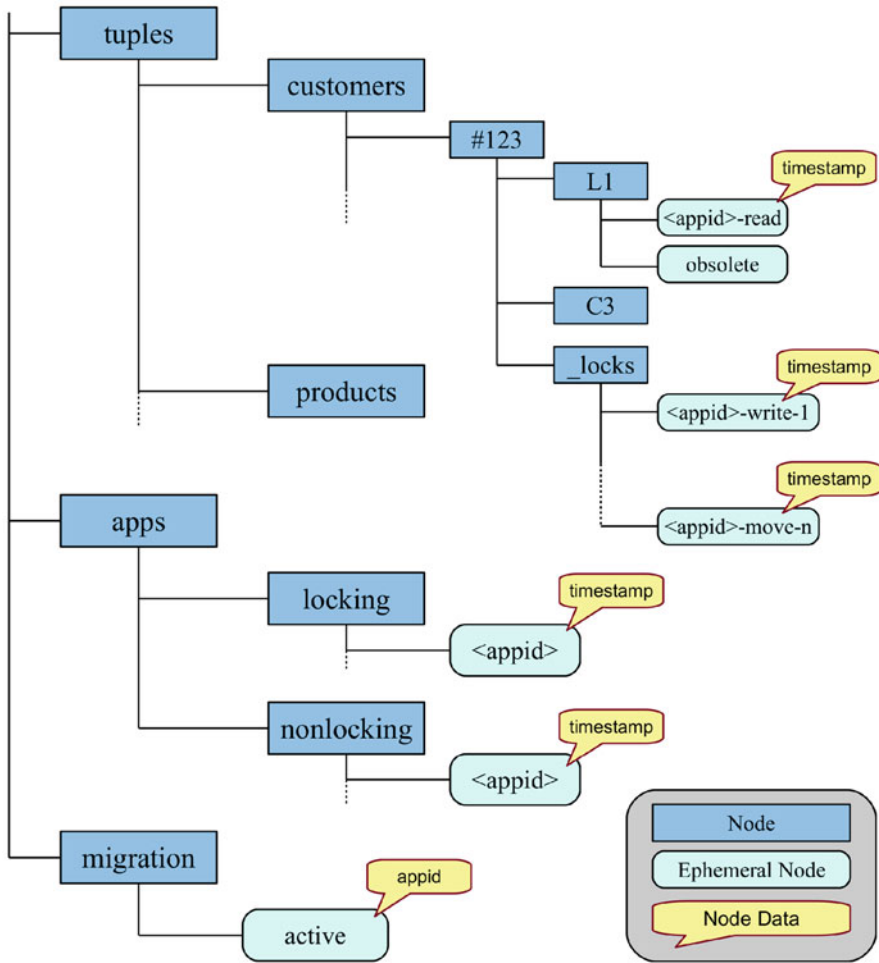 tuples
customers
#123
L1
timestamp
<appid>-read
obsolete
C3
_locks
timestamp
<appid>-write-1
products
timestamp
<appid>-move-n
apps
locking
timestamp
<appid>
nonlocking
timestamp
<appid>
migration
appid
active
Node
Ephemeral Node
Node Data